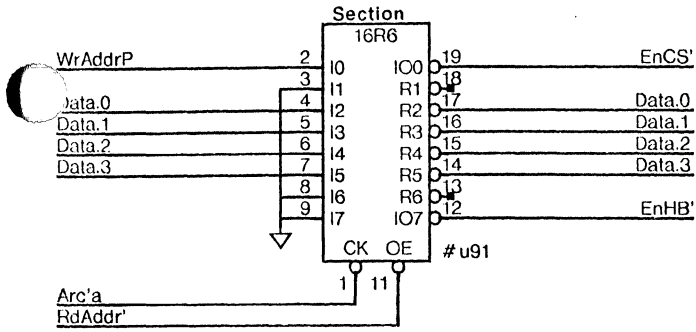 Section
16R6
WrAddrP 2 I0 IO0 19 EnCS'
3 I1 R1 18
Data.0 4 I2 R2 17 Data.0
Data.1 5 I3 R3 16 Data.1
Data.2 6 I4 R4 15 Data.2
Data.3 7 I5 R5 14 Data.3
8 I6 R6 13
9 I7 IO7 12 EnHB'
CK OE # u91
1 11
Arc'a
RdAddr'